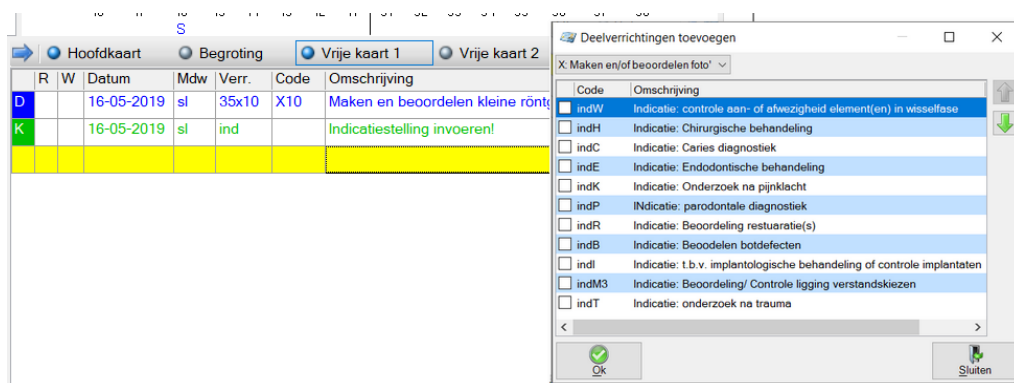 S
Hoofdkaart Begroting Vrije kaart 1 Vrije kaart 2
R W Datum Mdw Verr. Code Omschrijving
D 16-05-2019 sl 35x10 X10 Maken en beoordelen kleine rönt
K 16-05-2019 sl ind Indicatiestelling invoeren!
Deelverrichtingen toevoegen
X: Maken en/of beoordelen foto'
Code Omschrijving
indW Indicatie: controle aan- of afwezigheid element(en) in wisselfase
indH Indicatie: Chirurgische behandeling
indC Indicatie: Caries diagnostiek
indE Indicatie: Endodontische behandeling
indK Indicatie: Onderzoek na pijnklacht
indP INdicatie: parodontale diagnostiek
indR Indicatie: Beoordeling restuaratie(s)
indB Indicatie: Beoodelen botdefecten
indI Indicatie: t.b.v. implantologische behandeling of controle implantaten
indM3 Indicatie: Beoordeling/ Controle ligging verstandskiezen
indT Indicatie: onderzoek na trauma
Ok Sluiten